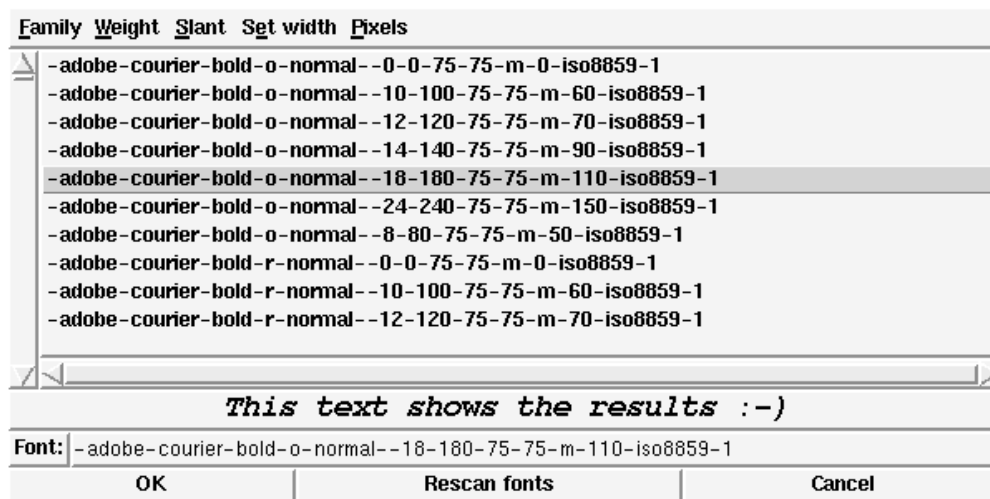 Family Weight Slant Set width Pixels
-adobe-courier-bold-o-normal--0-0-75-75-m-0-iso8859-1
-adobe-courier-bold-o-normal--10-100-75-75-m-60-iso8859-1
-adobe-courier-bold-o-normal--12-120-75-75-m-70-iso8859-1
-adobe-courier-bold-o-normal--14-140-75-75-m-90-iso8859-1
-adobe-courier-bold-o-normal--18-180-75-75-m-110-iso8859-1
-adobe-courier-bold-o-normal--24-240-75-75-m-150-iso8859-1
-adobe-courier-bold-o-normal--8-80-75-75-m-50-iso8859-1
-adobe-courier-bold-r-normal--0-0-75-75-m-0-iso8859-1
-adobe-courier-bold-r-normal--10-100-75-75-m-60-iso8859-1
-adobe-courier-bold-r-normal--12-120-75-75-m-70-iso8859-1
This text shows the results :-)
Font: -adobe-courier-bold-o-normal--18-180-75-75-m-110-iso8859-1
OK Rescan fonts Cancel